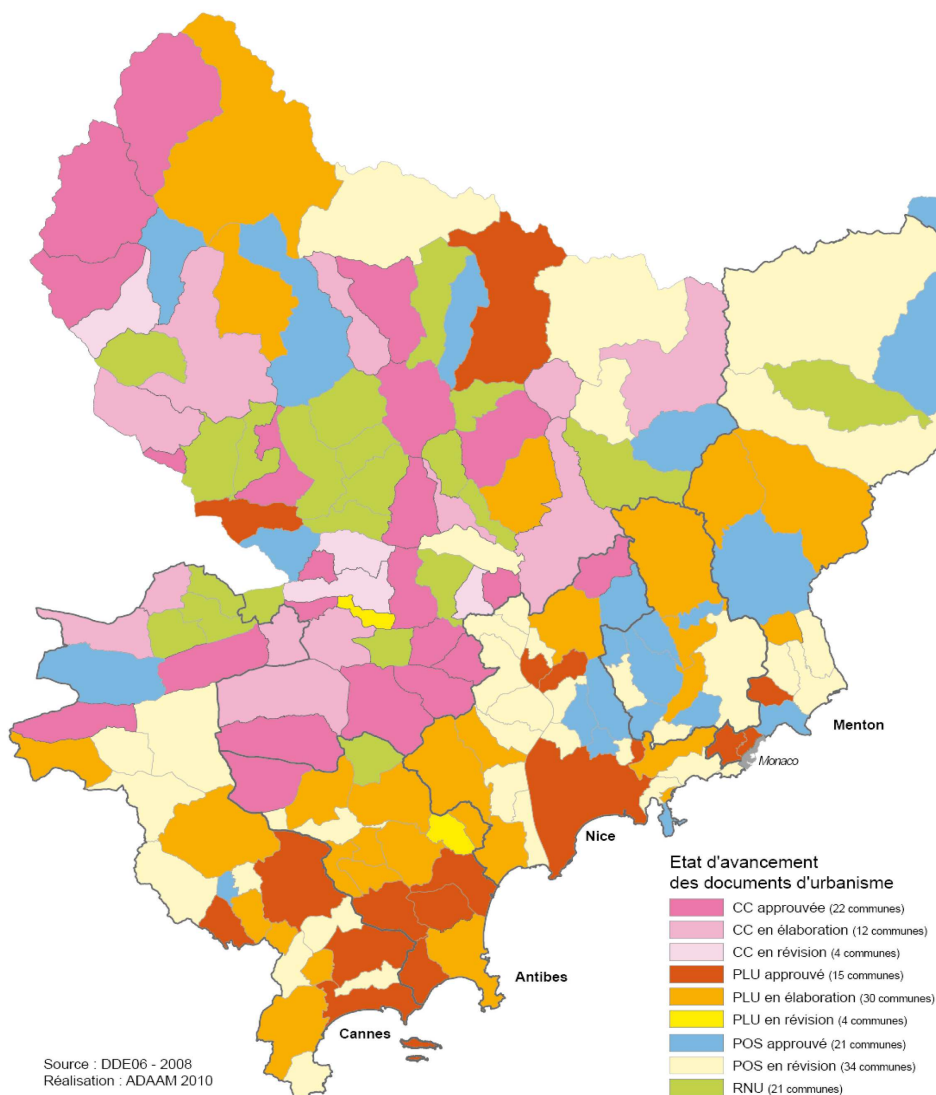 Menton
Monaco
Nice
Antibes
Cannes
Etat d'avancement
des documents d'urbanisme
CC approuvée (22 communes)
CC en élaboration (12 communes)
CC en révision (4 communes)
PLU approuvé (15 communes)
PLU en élaboration (30 communes)
PLU en révision (4 communes)
POS approuvé (21 communes)
POS en révision (34 communes)
RNU (21 communes)
Source : DDE06 - 2008
Réalisation : ADAAM 2010